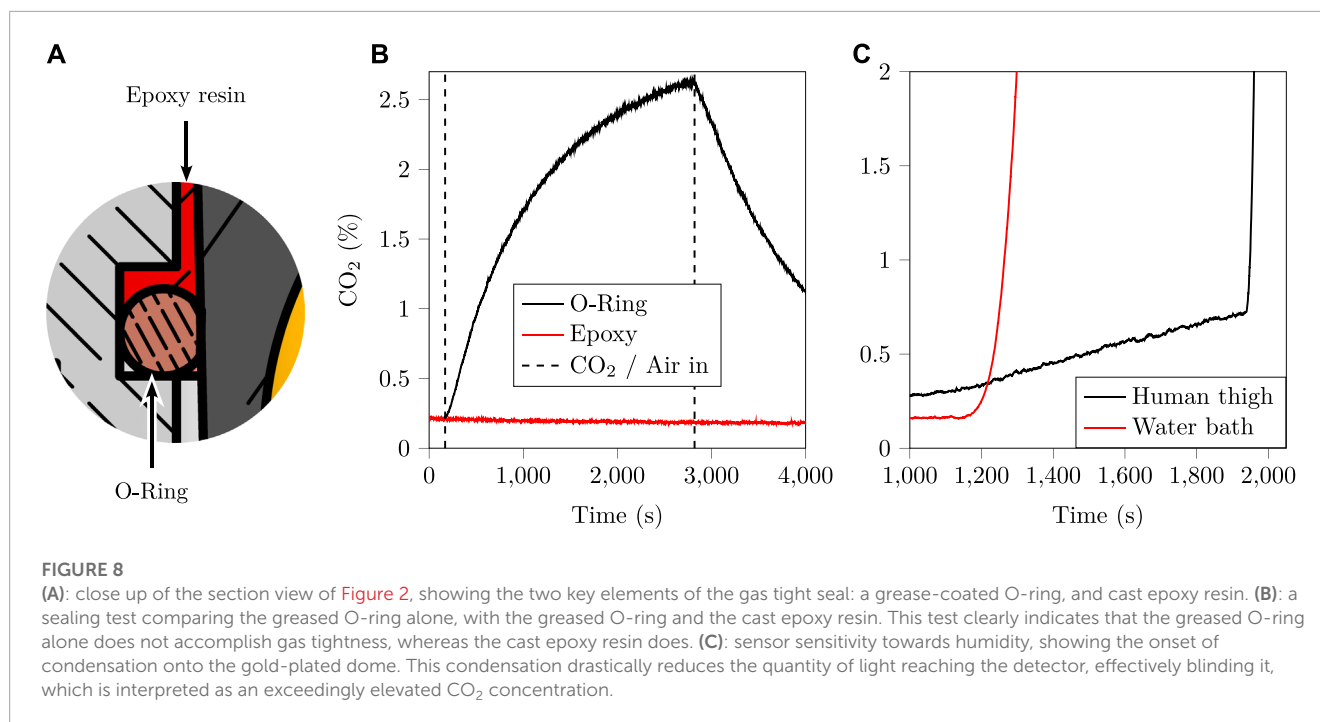 A
Epoxy resin
O-Ring
B
CO₂ (%)
2.5
2
1.5
1
0.5
0
O-Ring
Epoxy
CO₂ / Air in
0 1,000 2,000 3,000 4,000
Time (s)
C
2
1.5
1
0.5
0
Human thigh
Water bath
1,000 1,200 1,400 1,600 1,800 2,000
Time (s)
FIGURE 8
(A): close up of the section view of Figure 2, showing the two key elements of the gas tight seal: a grease-coated O-ring, and cast epoxy resin. (B): a
sealing test comparing the greased O-ring alone, with the greased O-ring and the cast epoxy resin. This test clearly indicates that the greased O-ring
alone does not accomplish gas tightness, whereas the cast epoxy resin does. (C): sensor sensitivity towards humidity, showing the onset of
condensation onto the gold-plated dome. This condensation drastically reduces the quantity of light reaching the detector, effectively blinding it,
which is interpreted as an exceedingly elevated CO₂ concentration.